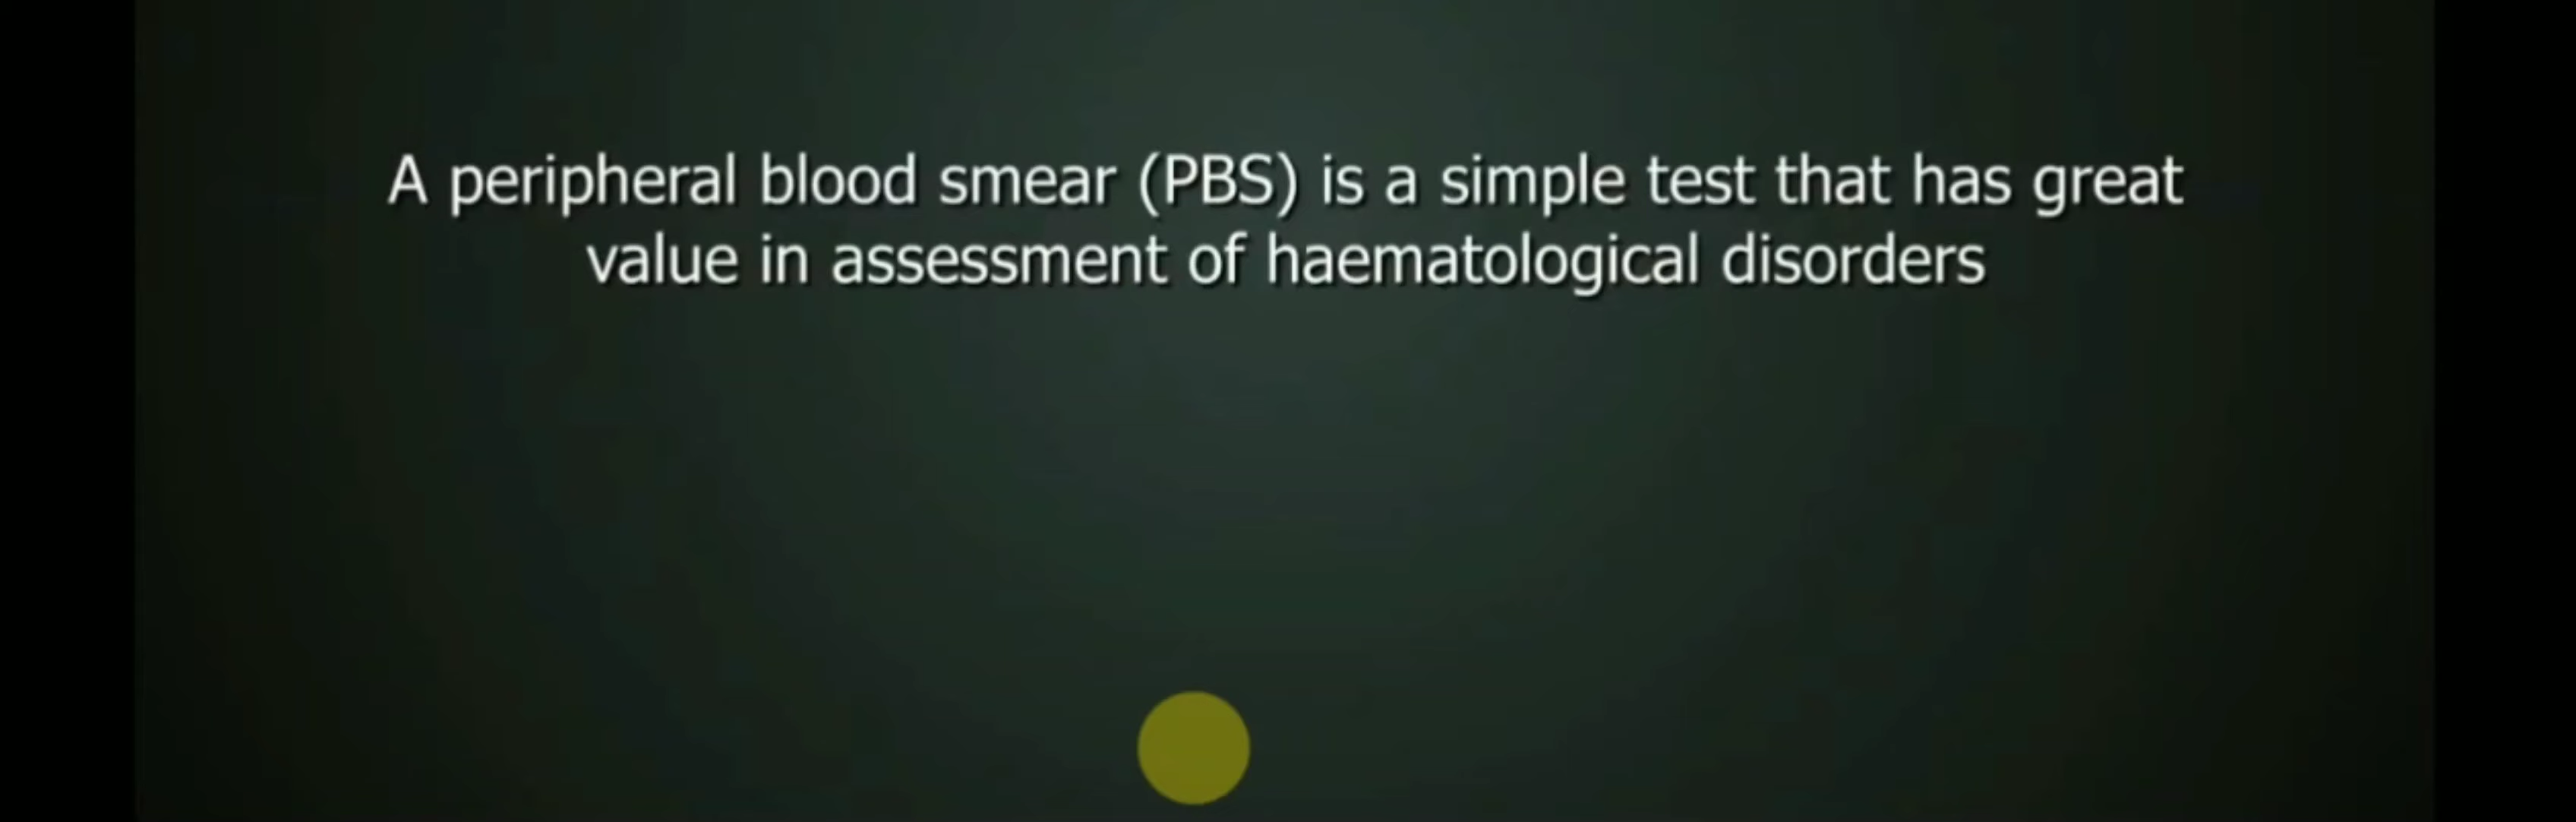 A peripheral blood smear (PBS) is a simple test that has great
value in assessment of haematological disorders